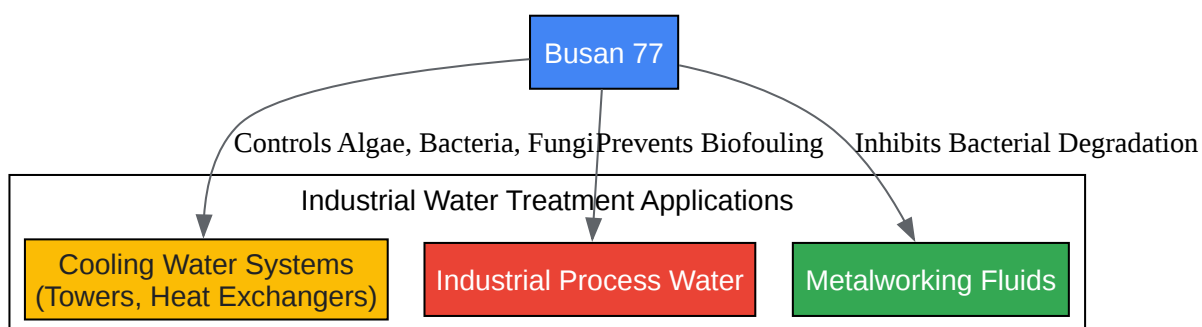 Busan 77
Controls Algae, Bacteria, Fungi
Prevents Biofouling
Inhibits Bacterial Degradation
Industrial Water Treatment Applications
Cooling Water Systems
(Towers, Heat Exchangers)
Industrial Process Water
Metalworking Fluids